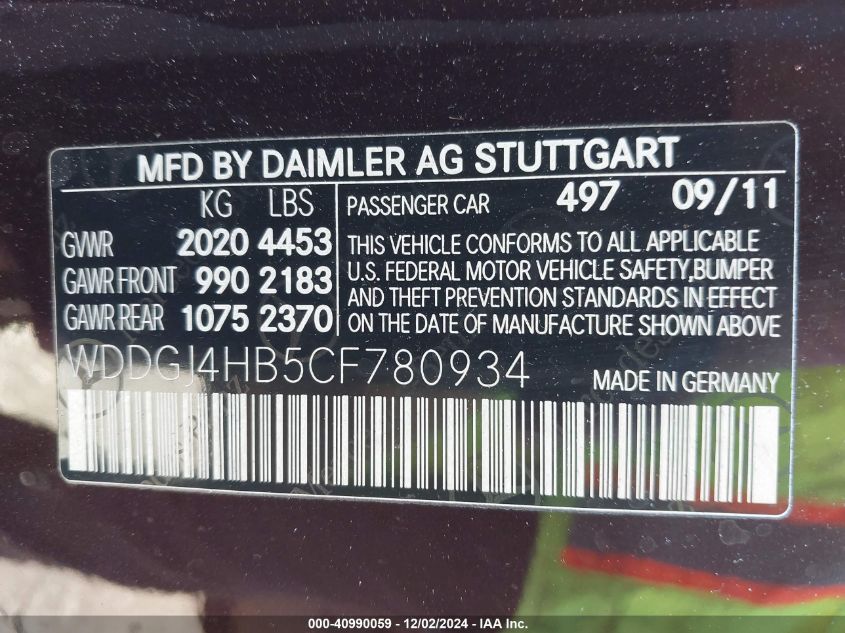 MFD BY DAIMLER AG STUTTGART
KG LBS
GVWR 2020 4453
GAWR FRONT 990 2183
GAWR REAR 1075 2370
PASSENGER CAR 497 09/11
THIS VEHICLE CONFORMS TO ALL APPLICABLE
U.S. FEDERAL MOTOR VEHICLE SAFETY,BUMPER
AND THEFT PREVENTION STANDARDS IN EFFECT
ON THE DATE OF MANUFACTURE SHOWN ABOVE
WDDGJ4HB5CF780934
MADE IN GERMANY
000-40990059 - 12/02/2024 - IAA Inc.